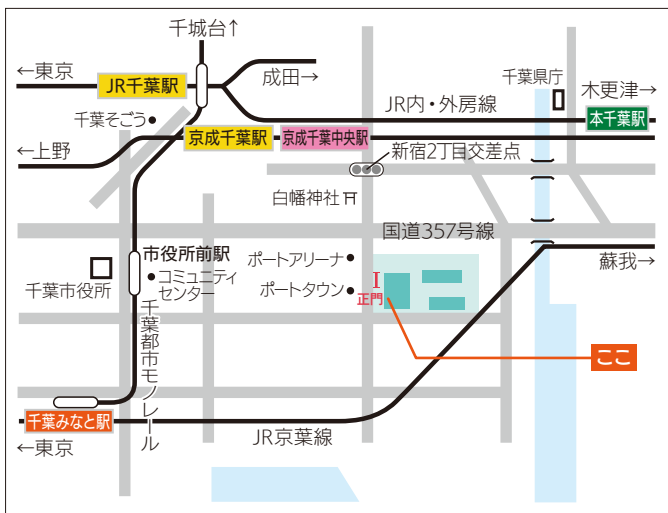 千城台↑
←東京
JR千葉駅
成田→
千葉県庁
木更津→
JR内・外房線
千葉そごう
本千葉駅
←上野
京成千葉駅
京成千葉中央駅
新宿2丁目交差点
白幡神社
国道357号線
市役所前駅
ポートアリーナ
蘇我→
千葉市役所
コミュニティ
センター
ポートタウン
正門
千葉都市モノレール
ここ
千葉みなと駅
←東京
JR京葉線